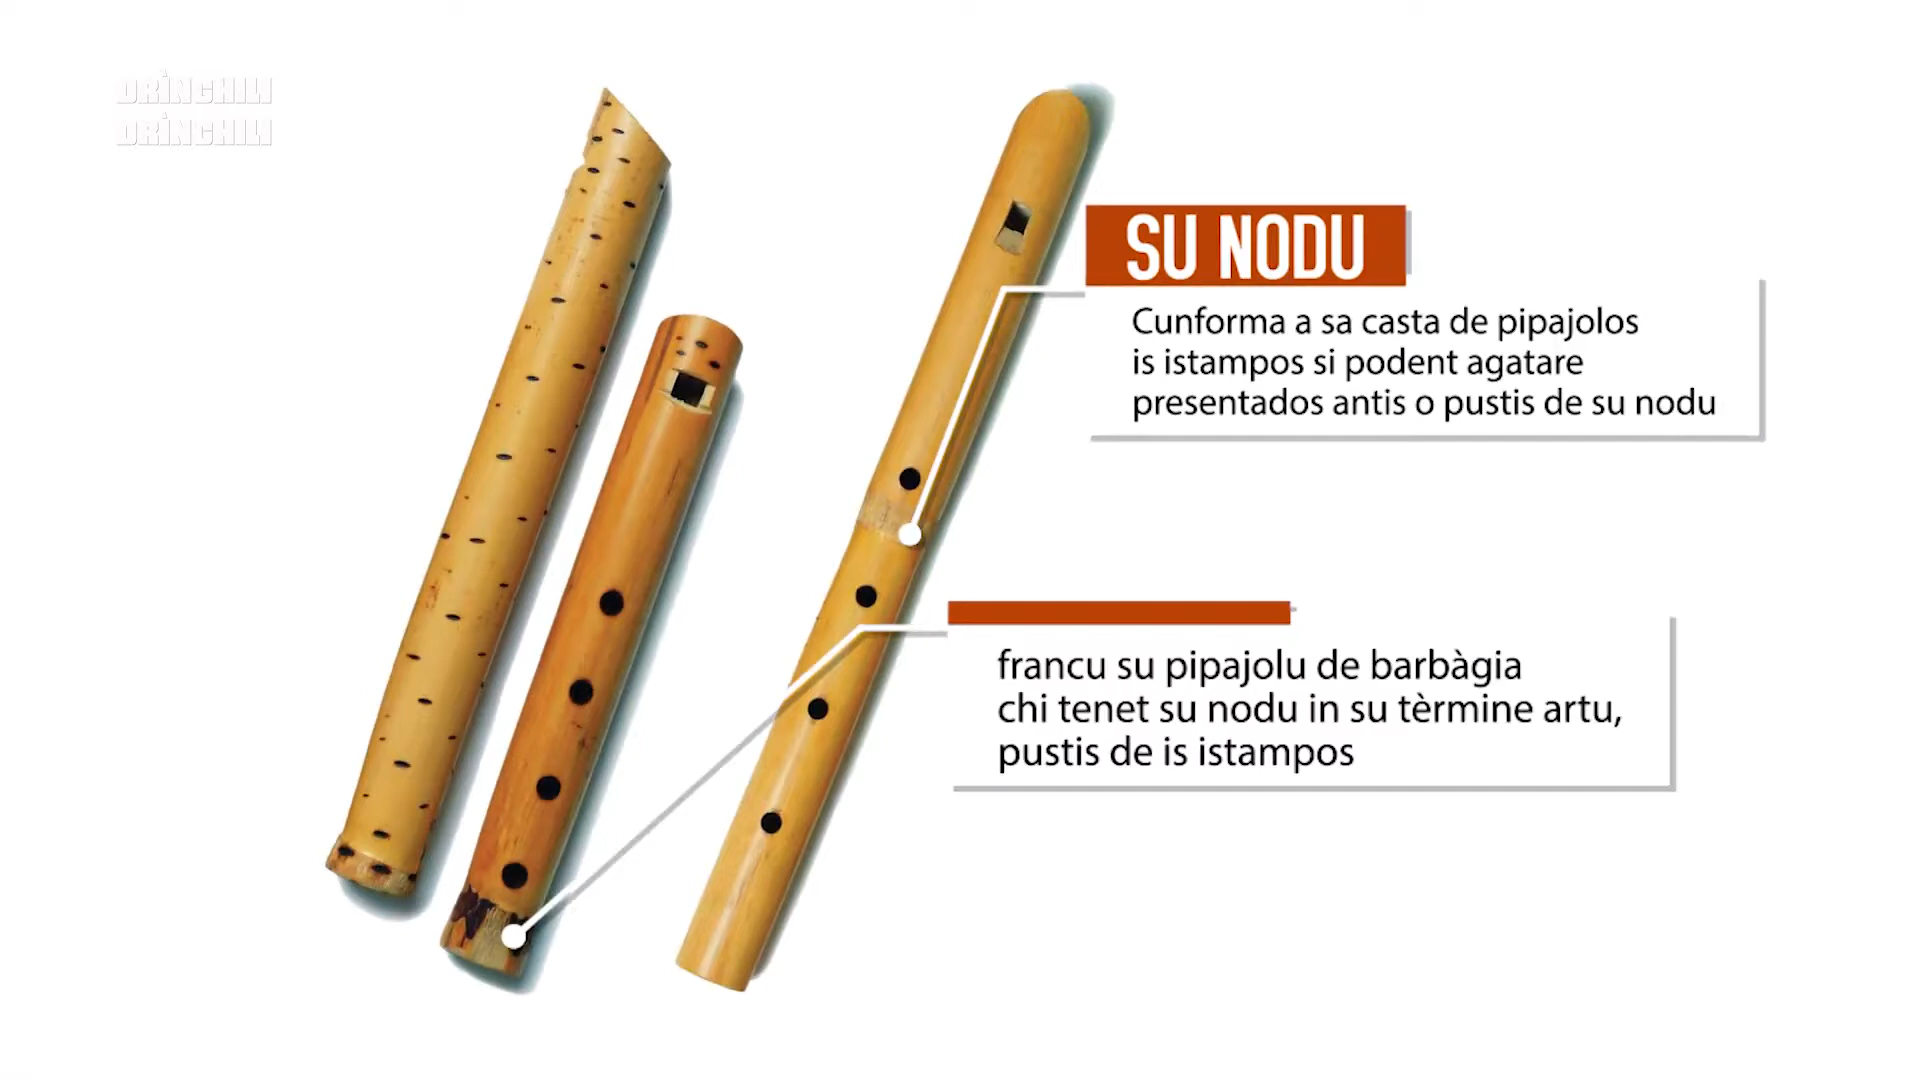 DRÌNCHILI
DRÌNCHILI
SU NODU
Cunforma a sa casta de pipajolos
is istampos si podent agatare
presentados antis o pustis de su nodu
francu su pipajolu de barbàgia
chi tenet su nodu in su tèrmine artu,
pustis de is istampos